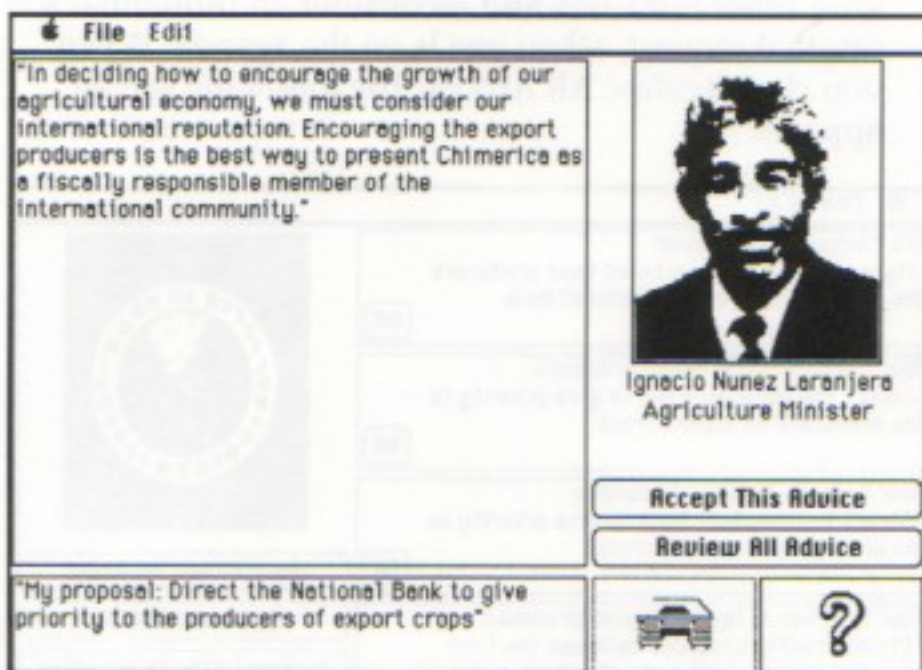 File Edit
"In deciding how to encourage the growth of our
agricultural economy, we must consider our
international reputation. Encouraging the export
producers is the best way to present Chimerica as
a fiscally responsible member of the
international community."
Ignacio Nunez Laranjera
Agriculture Minister
Accept This Advice
Review All Advice
"My proposal: Direct the National Bank to give
priority to the producers of export crops"
?